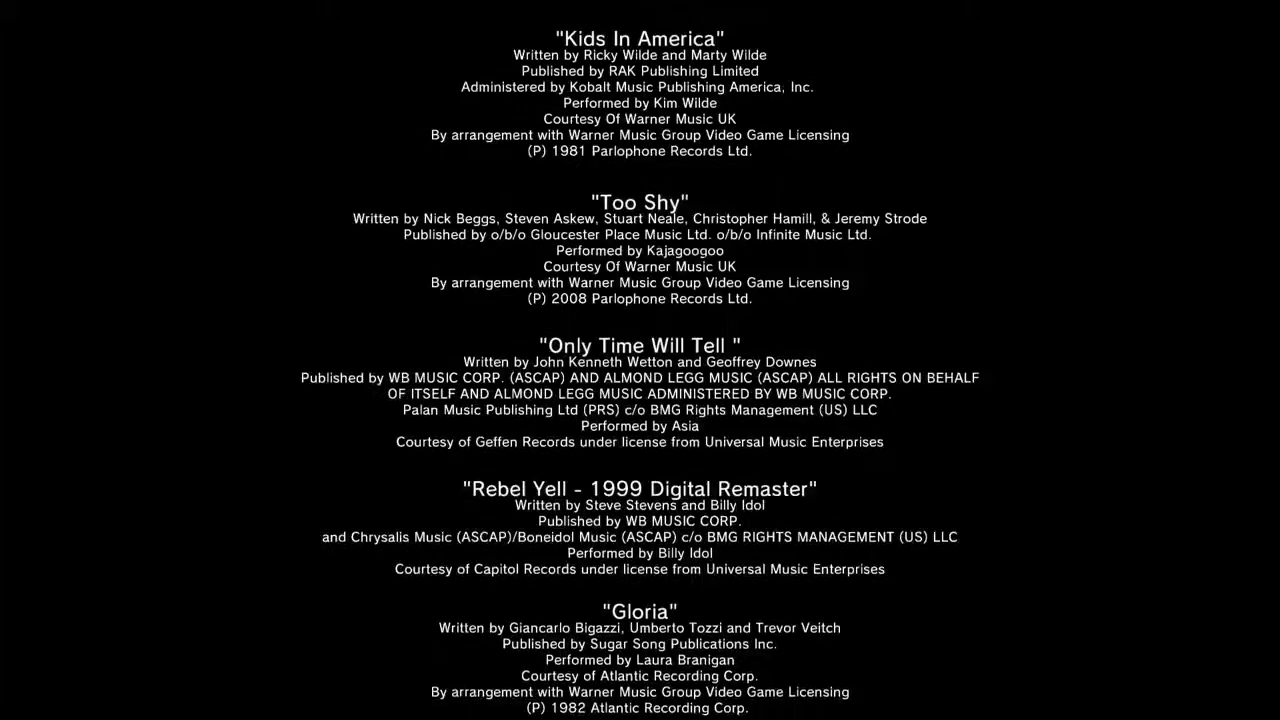 "Kids In America"
Written by Ricky Wilde and Marty Wilde
Published by RAK Publishing Limited
Administered by Kobalt Music Publishing America, Inc.
Performed by Kim Wilde
Courtesy Of Warner Music UK
By arrangement with Warner Music Group Video Game Licensing
(P) 1981 Parlophone Records Ltd.
"Too Shy"
Written by Nick Beggs, Steven Askew, Stuart Neale, Christopher Hamill, & Jeremy Strode
Published by o/b/o Gloucester Place Music Ltd. o/b/o Infinite Music Ltd.
Performed by Kajagoogoo
Courtesy Of Warner Music UK
By arrangement with Warner Music Group Video Game Licensing
(P) 2008 Parlophone Records Ltd.
"Only Time Will Tell "
Written by John Kenneth Wetton and Geoffrey Downes
Published by WB MUSIC CORP. (ASCAP) AND ALMOND LEGG MUSIC (ASCAP) ALL RIGHTS ON BEHALF
OF ITSELF AND ALMOND LEGG MUSIC ADMINISTERED BY WB MUSIC CORP.
Palan Music Publishing Ltd (PRS) c/o BMG Rights Management (US) LLC
Performed by Asia
Courtesy of Geffen Records under license from Universal Music Enterprises
"Rebel Yell - 1999 Digital Remaster"
Written by Steve Stevens and Billy Idol
Published by WB MUSIC CORP.
and Chrysalis Music (ASCAP)/Boneidol Music (ASCAP) c/o BMG RIGHTS MANAGEMENT (US) LLC
Performed by Billy Idol
Courtesy of Capitol Records under license from Universal Music Enterprises
"Gloria"
Written by Giancarlo Bigazzi, Umberto Tozzi and Trevor Veitch
Published by Sugar Song Publications Inc.
Performed by Laura Branigan
Courtesy of Atlantic Recording Corp.
By arrangement with Warner Music Group Video Game Licensing
(P) 1982 Atlantic Recording Corp.